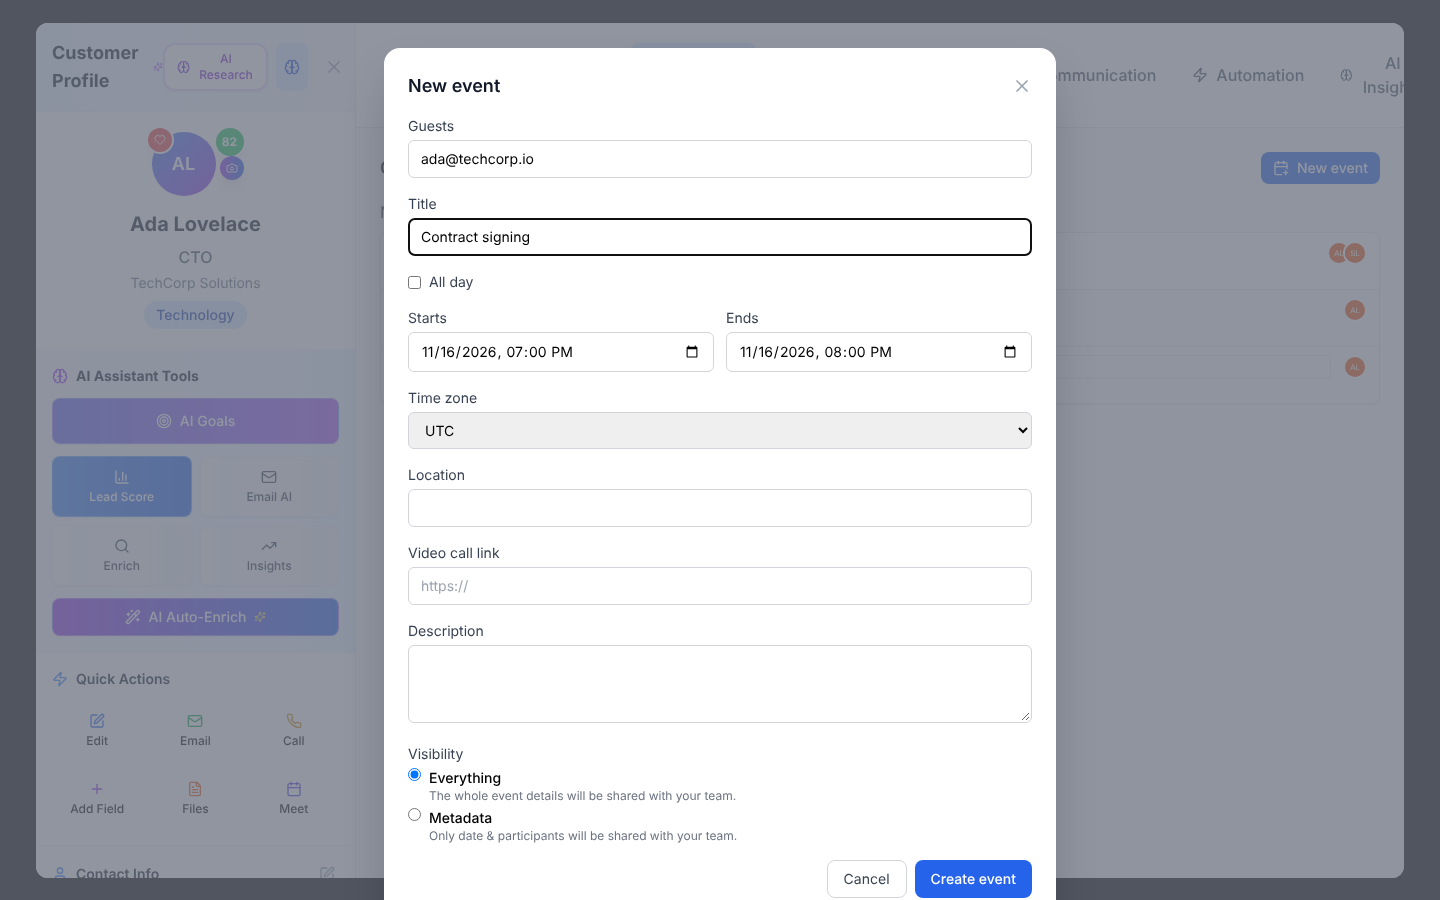 Customer
Profile
AI
Research
AL
82
Ada Lovelace
CTO
TechCorp Solutions
Technology
AI Assistant Tools
AI Goals
Lead Score
Email AI
Enrich
Insights
AI Auto-Enrich
Quick Actions
Edit
Email
Call
Add Field
Files
Meet
Contact Info
New event
Guests
ada@techcorp.io
Title
Contract signing
All day
Starts
Ends
11/16/2026, 07:00 PM
11/16/2026, 08:00 PM
Time zone
UTC
Location
Video call link
https://
Description
Visibility
Everything
The whole event details will be shared with your team.
Metadata
Only date & participants will be shared with your team.
Cancel
Create event
Automation
AI
New event
AL
SL
AL
AL